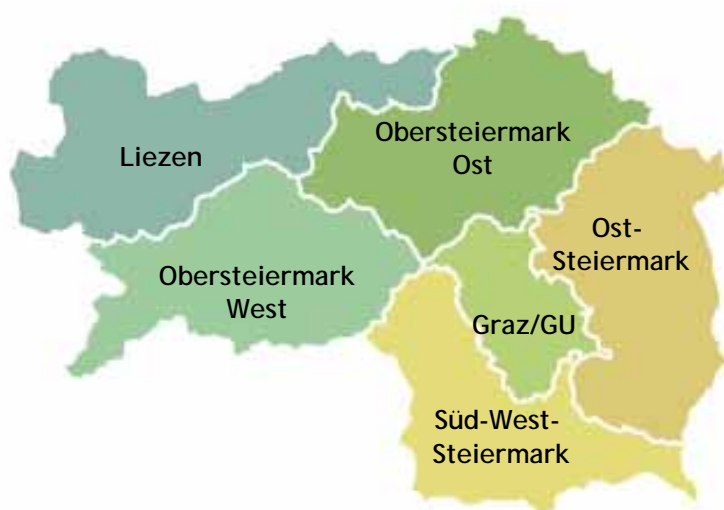 Liezen
Obersteiermark
Ost
Ost-
Steiermark
Obersteiermark
West
Graz/GU
Süd-West-
Steiermark